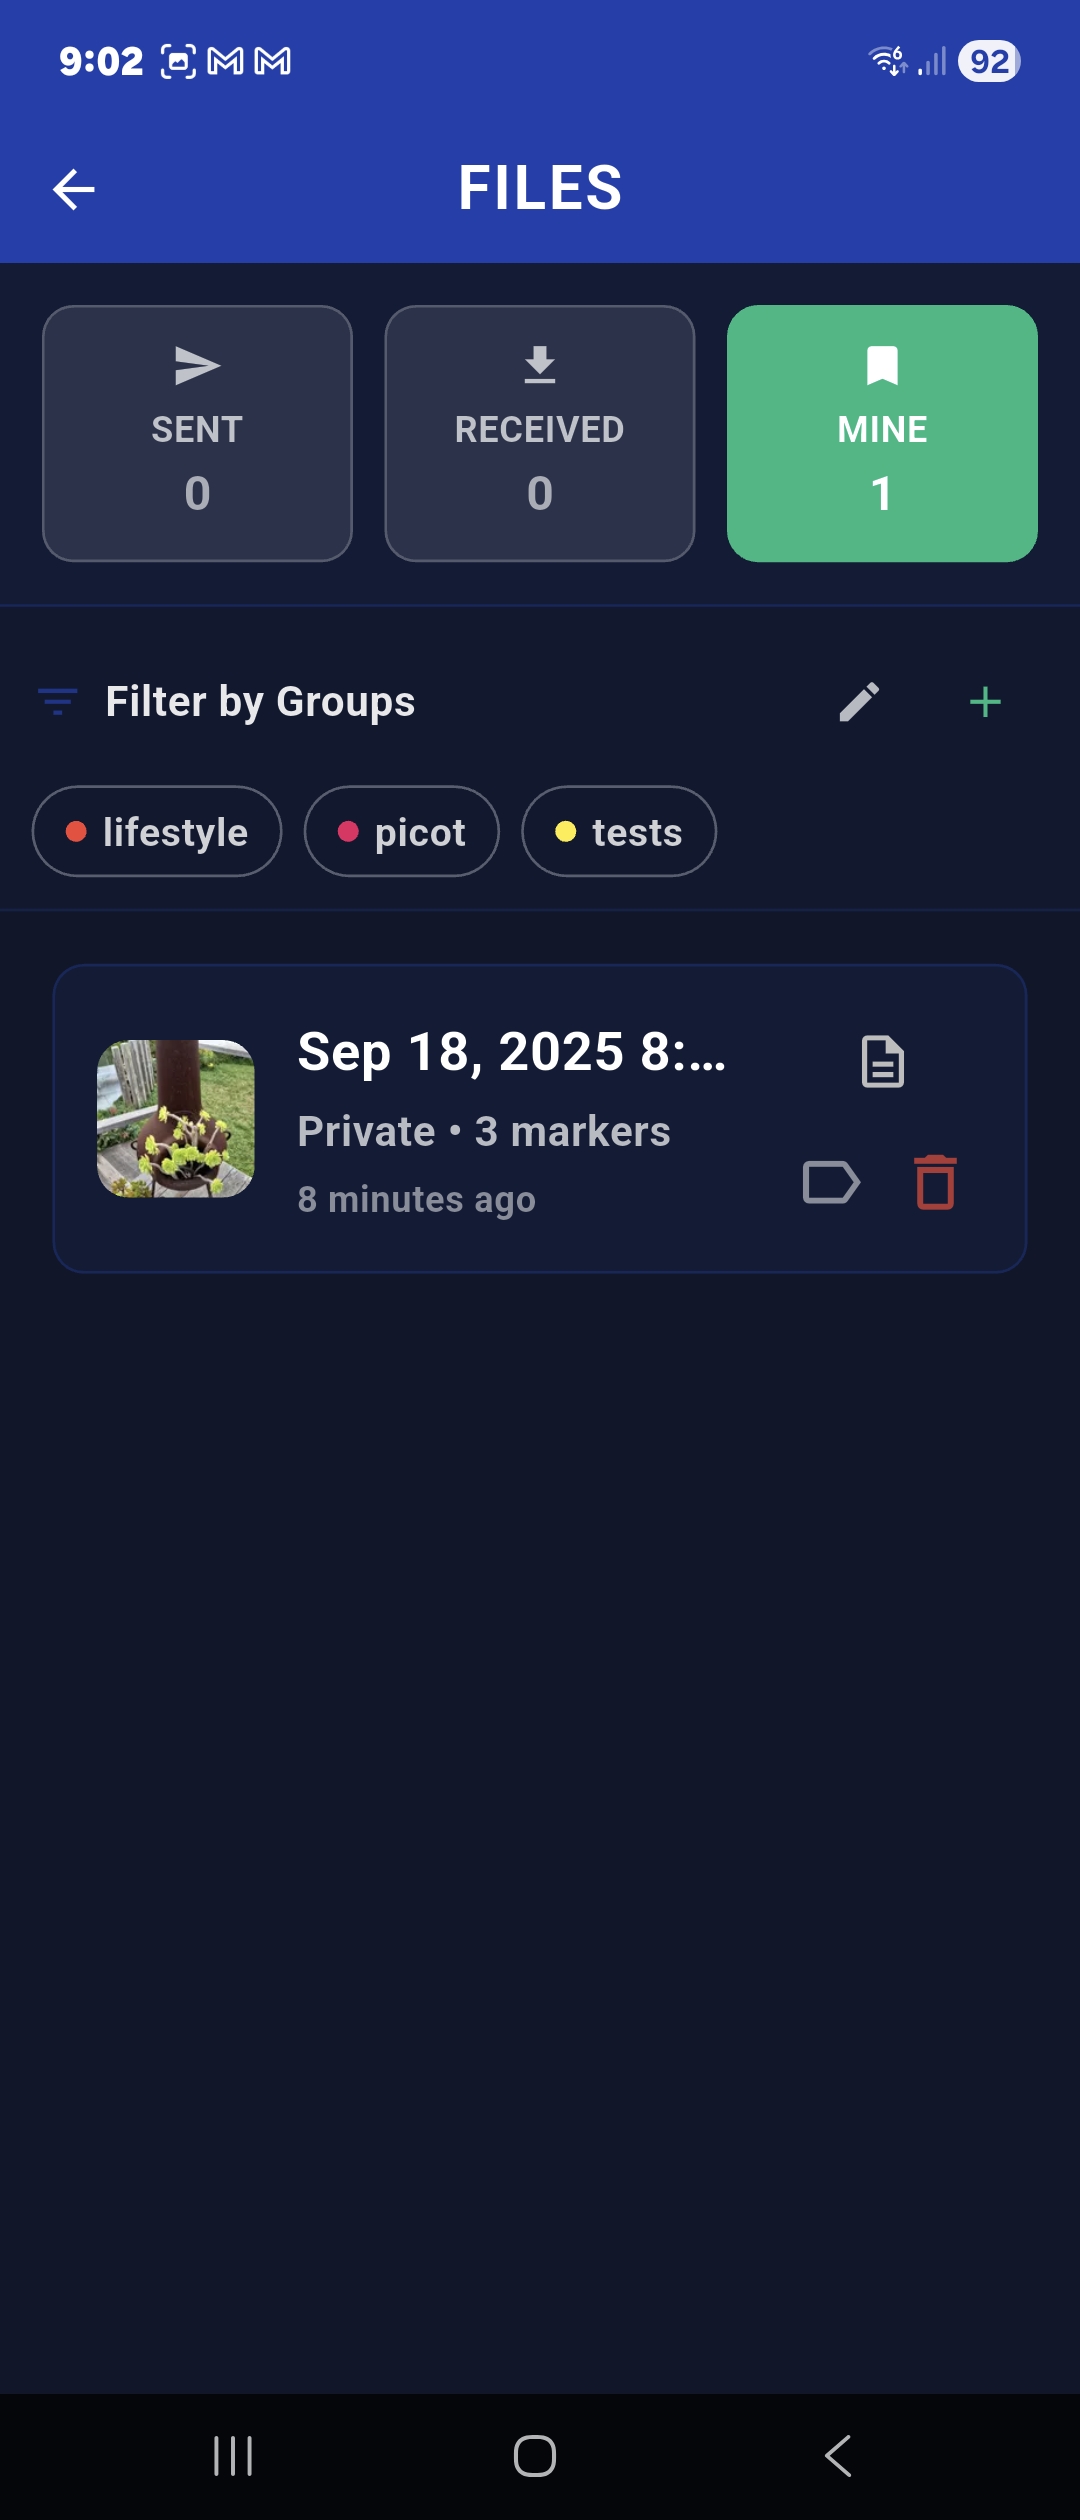 9:02
6
92
FILES
SENT
0
RECEIVED
0
MINE
1
Filter by Groups
lifestyle
picot
tests
Sep 18, 2025 8:...
Private • 3 markers
8 minutes ago